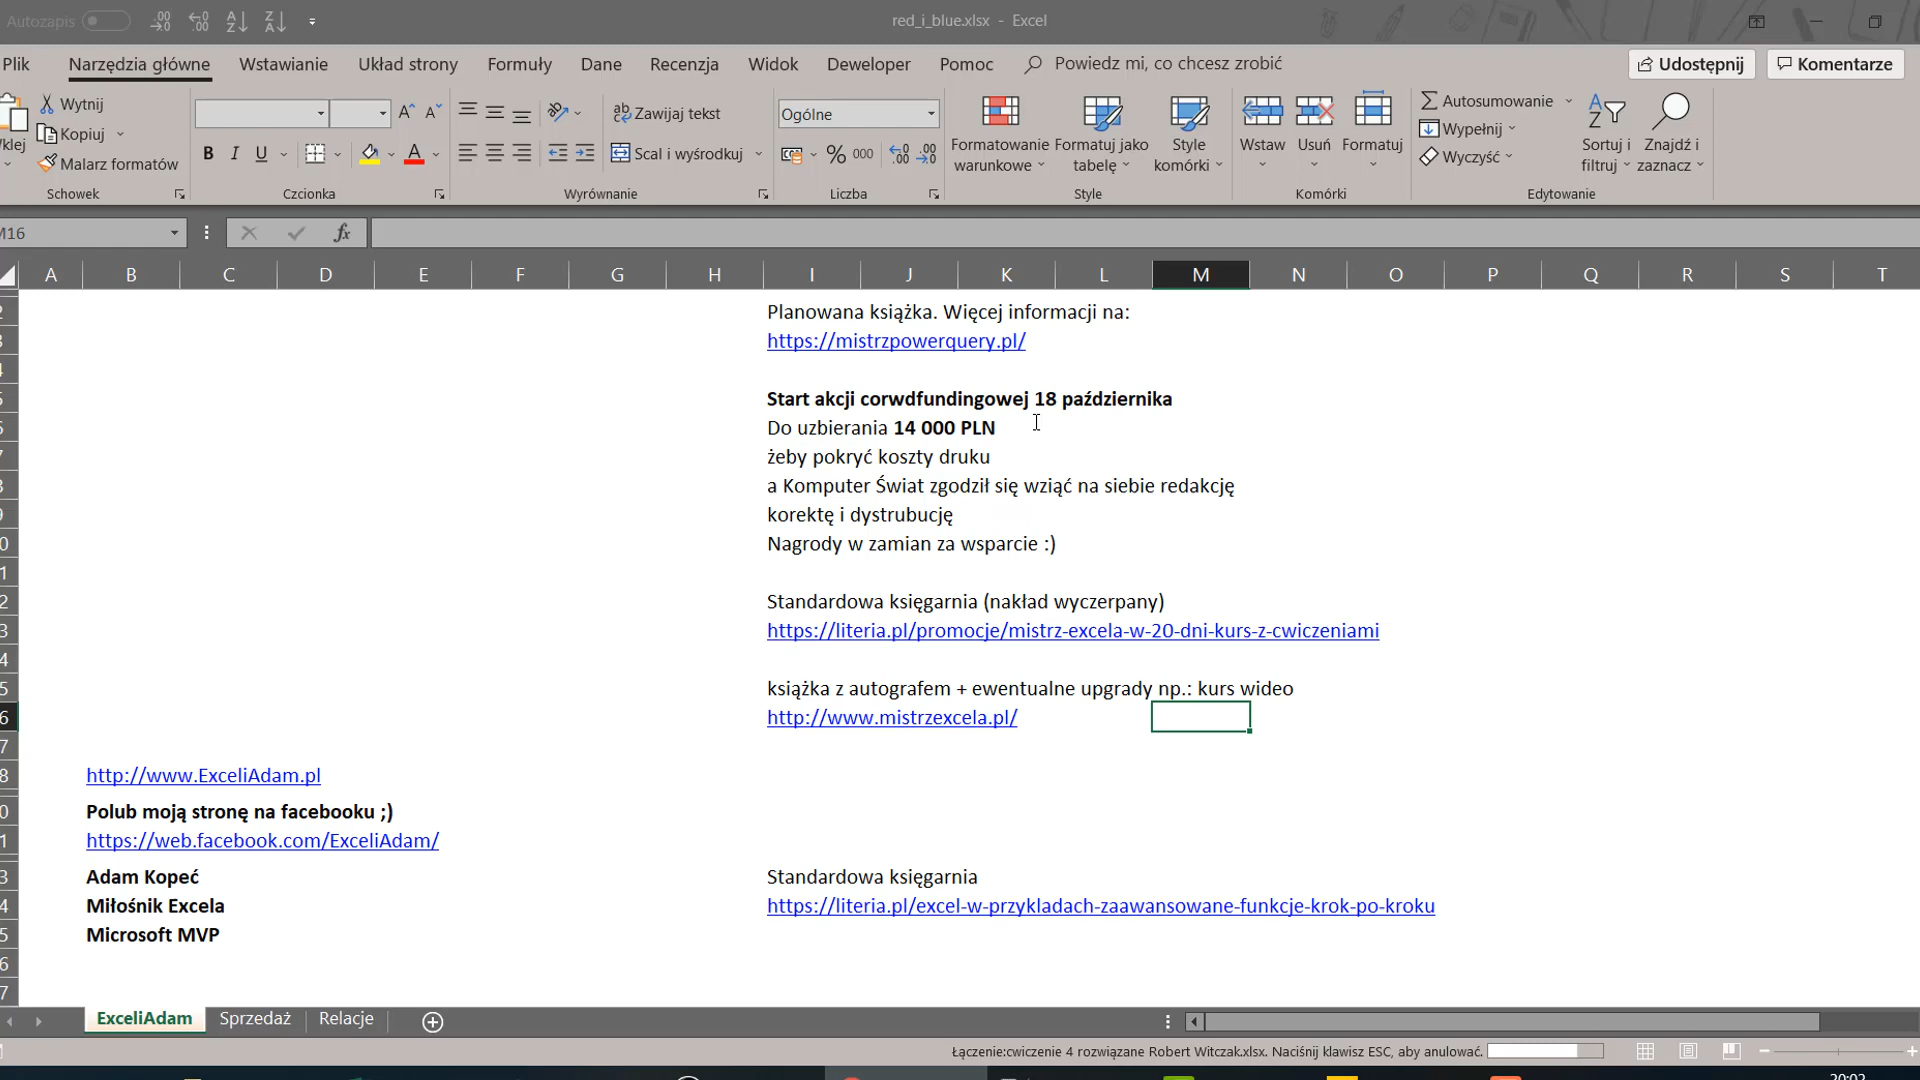 Autozapis
red_i_blue.xlsx - Excel
Plik Narzędzia główne Wstawianie Układ strony Formuły Dane Recenzja Widok Deweloper Pomoc Powiedz mi, co chcesz zrobić Udostępnij Komentarze
Wytnij
Kopiuj
Malarz formatów
Schowek
B I U
Czcionka
Zawijaj tekst
Scal i wyśrodkuj
Wyrównanie
Ogólne
% 000
Liczba
Formatowanie warunkowe
Formatuj jako tabelę
Style komórki
Style
Wstaw
Usuń
Formatuj
Komórki
Autosumowanie
Wypełnij
Wyczyść
Sortuj i filtruj
Znajdź i zaznacz
Edytowanie
M16
fx
A B C D E F G H I J K L M N O P Q R S T
Planowana książka. Więcej informacji na:
https://mistrzpowerquery.pl/
Start akcji corwdfundingowej 18 października
Do uzbierania 14 000 PLN
żeby pokryć koszty druku
a Komputer Świat zgodził się wziąć na siebie redakcję
korektę i dystrubucję
Nagrody w zamian za wsparcie :)
Standardowa księgarnia (nakład wyczerpany)
https://literia.pl/promocje/mistrz-excela-w-20-dni-kurs-z-cwiczeniami
książka z autografem + ewentualne upgrady np.: kurs wideo
http://www.mistrzexcela.pl/
http://www.ExceliAdam.pl
Polub moją stronę na facebooku ;)
https://web.facebook.com/ExceliAdam/
Adam Kopeć
Miłośnik Excela
Microsoft MVP
Standardowa księgarnia
https://literia.pl/excel-w-przykladach-zaawansowane-funkcje-krok-po-kroku
ExceliAdam Sprzedaż Relacje
Łączenie:cwiczenie 4 rozwiązane Robert Witczak.xlsx. Naciśnij klawisz ESC, aby anulować.
20:02